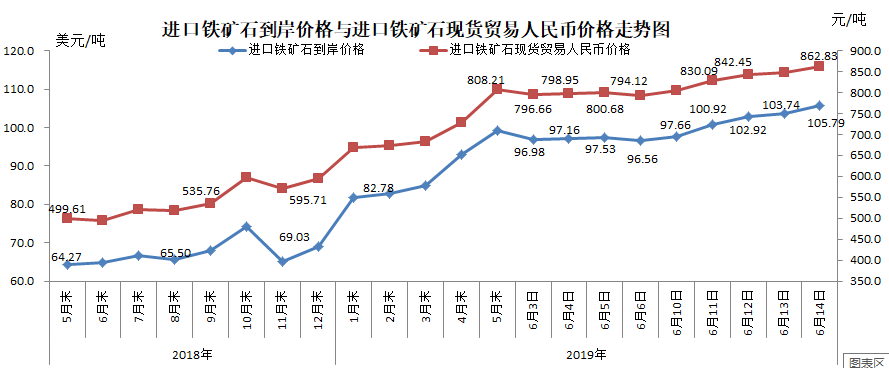 进口铁矿石到岸价格与进口铁矿石现货贸易人民币价格走势图
美元/吨
元/吨
进口铁矿石到岸价格
进口铁矿石现货贸易人民币价格
120.0
110.0
100.0
90.0
80.0
70.0
60.0
900.0
850.0
800.0
750.0
700.0
650.0
600.0
550.0
500.0
450.0
400.0
350.0
499.61
535.76
595.71
808.21
796.66
798.95
800.68
794.12
830.09
842.45
862.83
64.27
65.50
69.03
82.78
96.98
97.16
97.53
96.56
97.66
100.92
102.92
103.74
105.79
5月末
6月末
7月末
8月末
9月末
10月末
11月末
12月末
1月末
2月末
3月末
4月末
5月末
6月3日
6月4日
6月5日
6月6日
6月10日
6月11日
6月12日
6月13日
6月14日
2018年
2019年
图表区